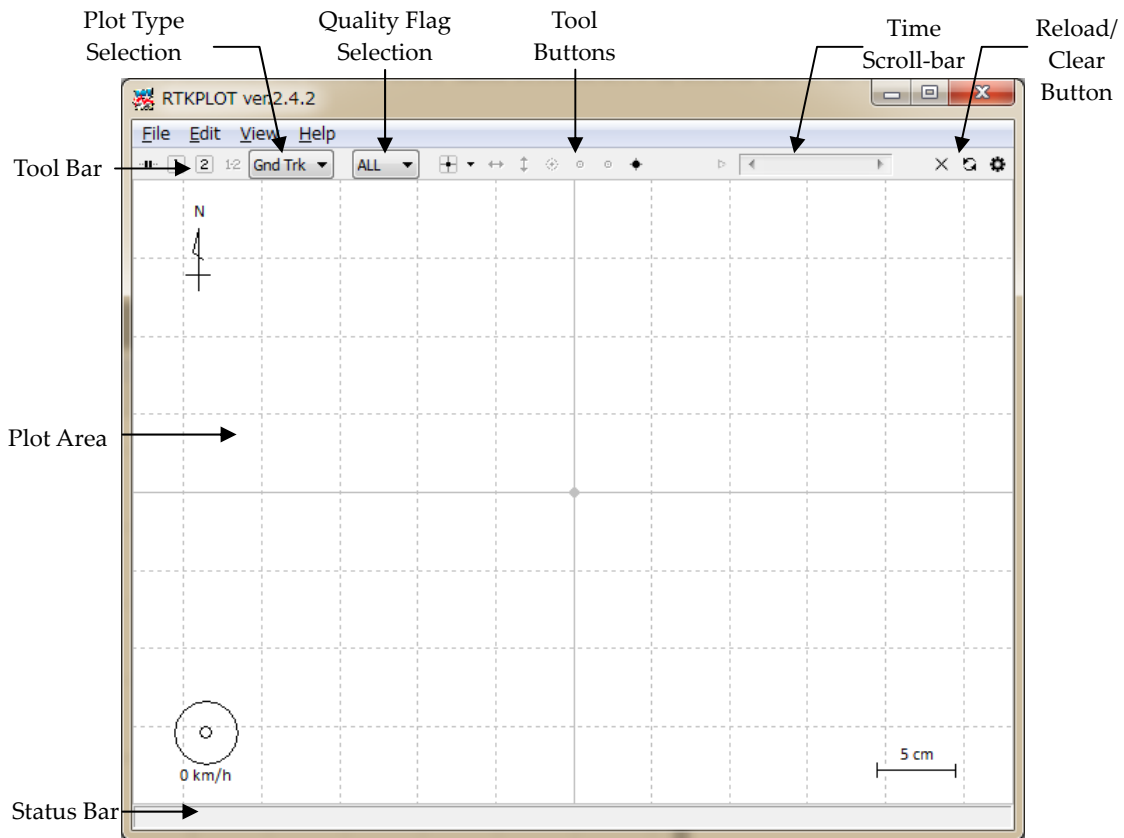 Plot Type
Selection
Quality Flag
Selection
Tool
Buttons
Time
Scroll-bar
Reload/
Clear
Button
RTKPLOT ver.2.4.2
File Edit View Help
Tool Bar
1 2 1-2 Gnd Trk ALL
N
Plot Area
5 cm
0 km/h
Status Bar